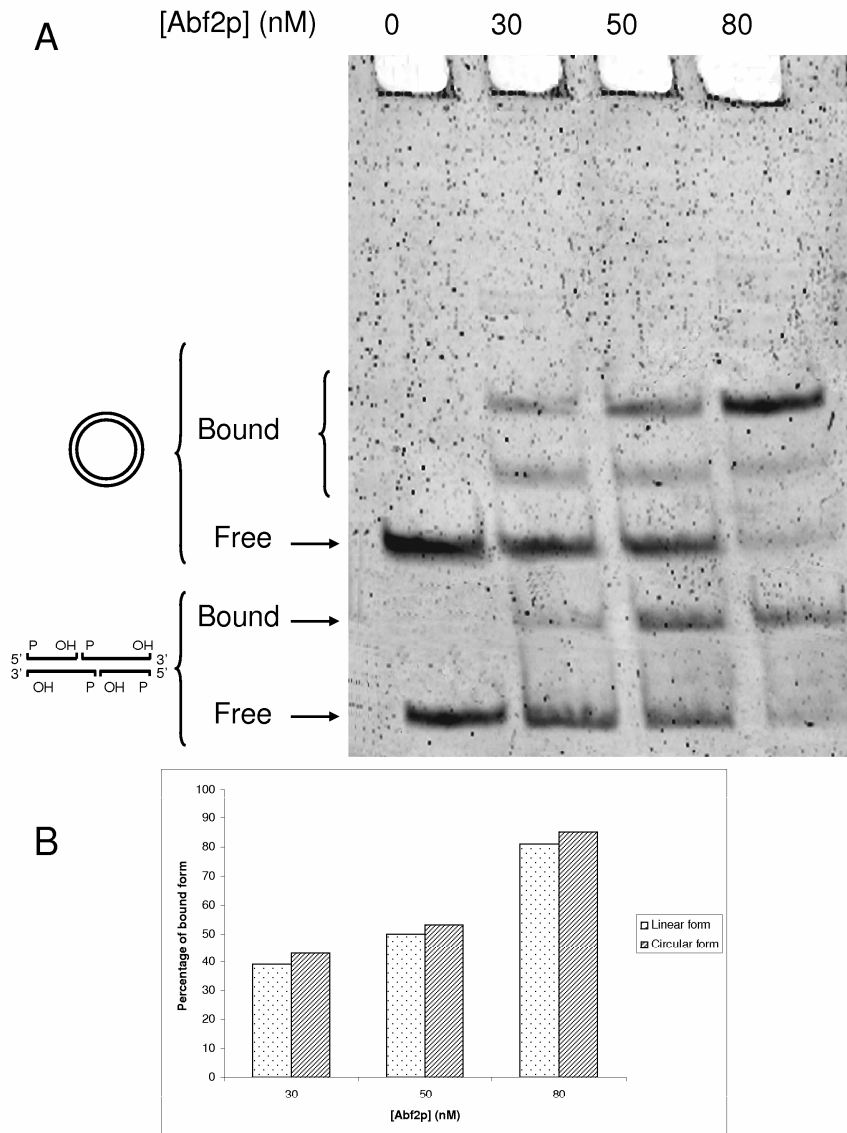 A
[Abf2p] (nM) 0 30 50 80
Bound
Free
Bound
P OH P OH
5' 3'
3' 5'
OH P OH P
Free
B
100
90
80
70
60
50
40
30
20
10
0
Percentage of bound form
30 50 80
[Abf2p] (nM)
Linear form
Circular form